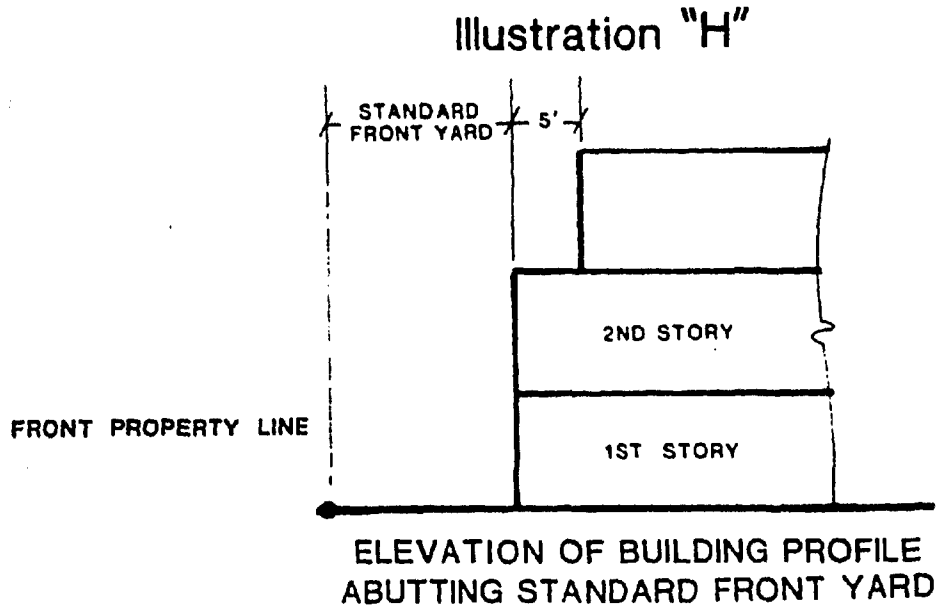 Illustration "H"
STANDARD
FRONT YARD
5'
2ND STORY
FRONT PROPERTY LINE
1ST STORY
ELEVATION OF BUILDING PROFILE
ABUTTING STANDARD FRONT YARD